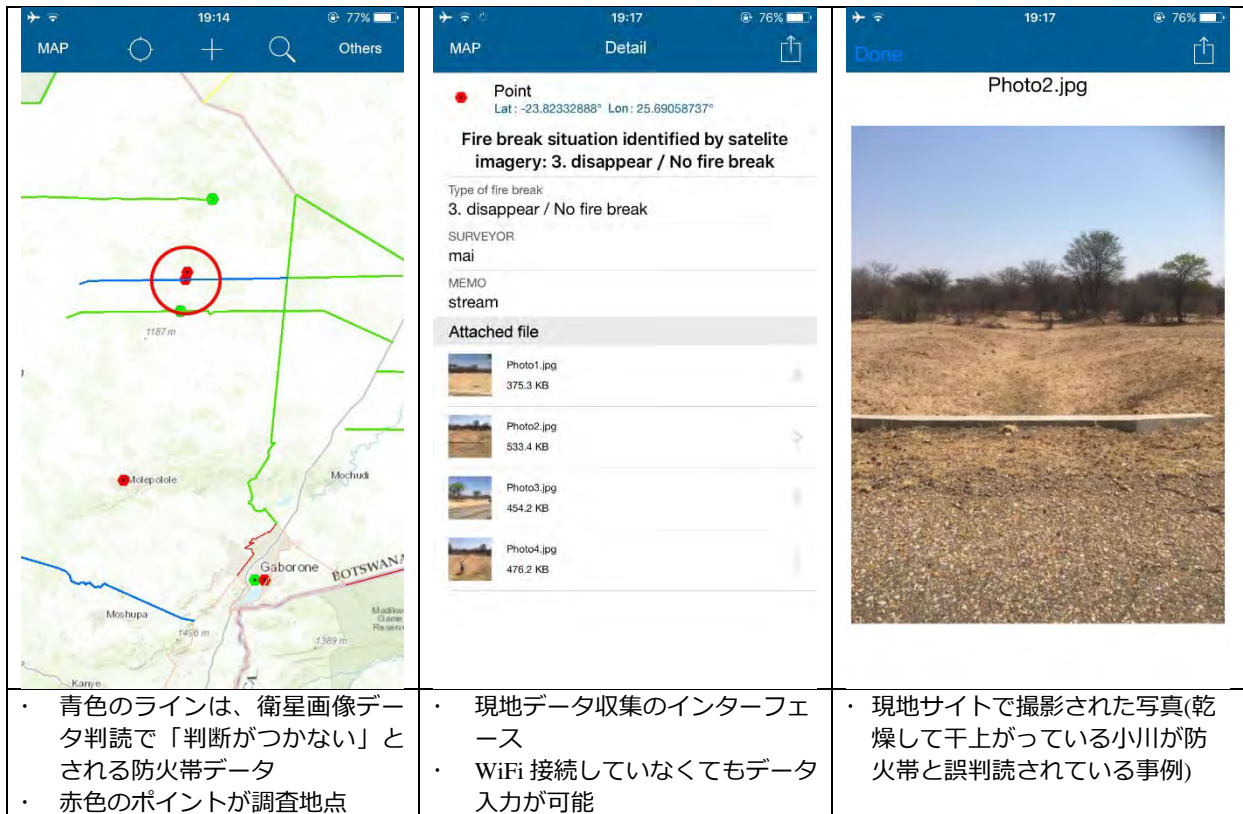 19:14
77%
MAP
Others
1187 m
Molepolole
Mochudi
Gaborone
BOTSWANA
Moshupa
1496 m
1389 m
Kanye
19:17
76%
MAP
Detail
Point
Lat: -23.82332888° Lon: 25.69058737°
Fire break situation identified by satelite
imagery: 3. disappear / No fire break
Type of fire break
3. disappear / No fire break
SURVEYOR
mai
MEMO
stream
Attached file
Photo1.jpg
375.3 KB
Photo2.jpg
533.4 KB
Photo3.jpg
454.2 KB
Photo4.jpg
476.2 KB
19:17
76%
Done
Photo2.jpg
・ 青色のラインは、衛星画像デー
タ判読で「判断がつかない」と
される防火帯データ
・ 赤色のポイントが調査地点
・ 現地データ収集のインターフェ
ース
・ WiFi 接続していなくてもデータ
入力が可能
・ 現地サイトで撮影された写真(乾
燥して干上がっている小川が防
火帯と誤判読されている事例)